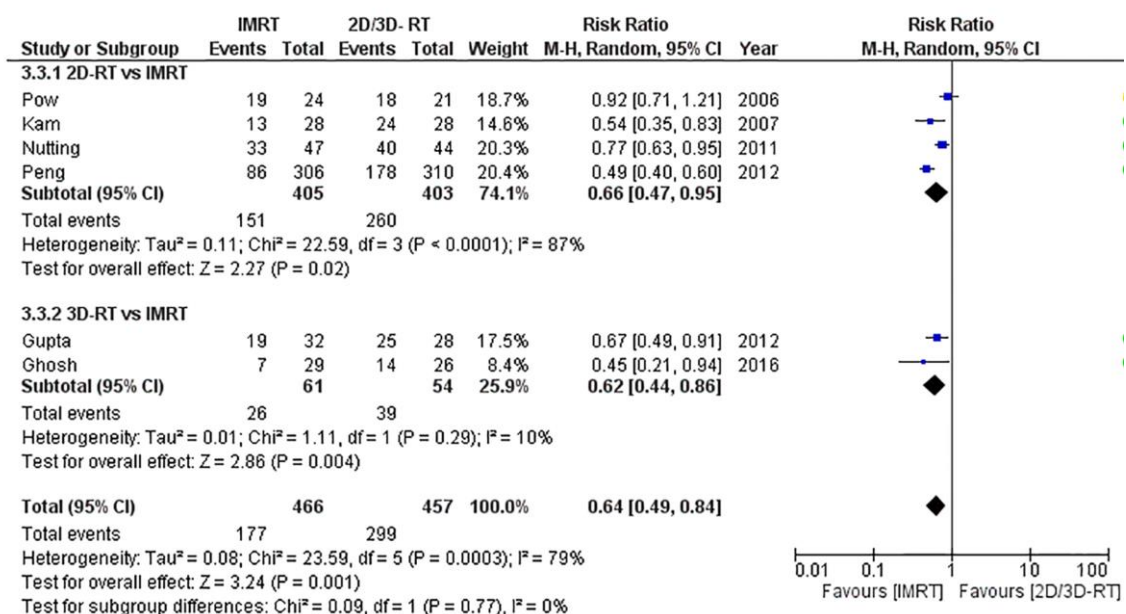 IMRT 2D/3D- RT Risk Ratio Risk Ratio
Study or Subgroup Events Total Events Total Weight M-H, Random, 95% CI Year M-H, Random, 95% CI
3.3.1 2D-RT vs IMRT
Pow 19 24 18 21 18.7% 0.92 [0.71, 1.21] 2006
Kam 13 28 24 28 14.6% 0.54 [0.35, 0.83] 2007
Nutting 33 47 40 44 20.3% 0.77 [0.63, 0.95] 2011
Peng 86 306 178 310 20.4% 0.49 [0.40, 0.60] 2012
Subtotal (95% CI) 405 403 74.1% 0.66 [0.47, 0.95]
Total events 151 260
Heterogeneity: Tau² = 0.11; Chi² = 22.59, df = 3 (P < 0.0001); I² = 87%
Test for overall effect: Z = 2.27 (P = 0.02)
3.3.2 3D-RT vs IMRT
Gupta 19 32 25 28 17.5% 0.67 [0.49, 0.91] 2012
Ghosh 7 29 14 26 8.4% 0.45 [0.21, 0.94] 2016
Subtotal (95% CI) 61 54 25.9% 0.62 [0.44, 0.86]
Total events 26 39
Heterogeneity: Tau² = 0.01; Chi² = 1.11, df = 1 (P = 0.29); I² = 10%
Test for overall effect: Z = 2.86 (P = 0.004)
Total (95% CI) 466 457 100.0% 0.64 [0.49, 0.84]
Total events 177 299
Heterogeneity: Tau² = 0.08; Chi² = 23.59, df = 5 (P = 0.0003); I² = 79%
Test for overall effect: Z = 3.24 (P = 0.001)
Test for subgroup differences: Chi² = 0.09, df = 1 (P = 0.77), I² = 0%
0.01 0.1 1 10 100
Favours [IMRT] Favours [2D/3D-RT]